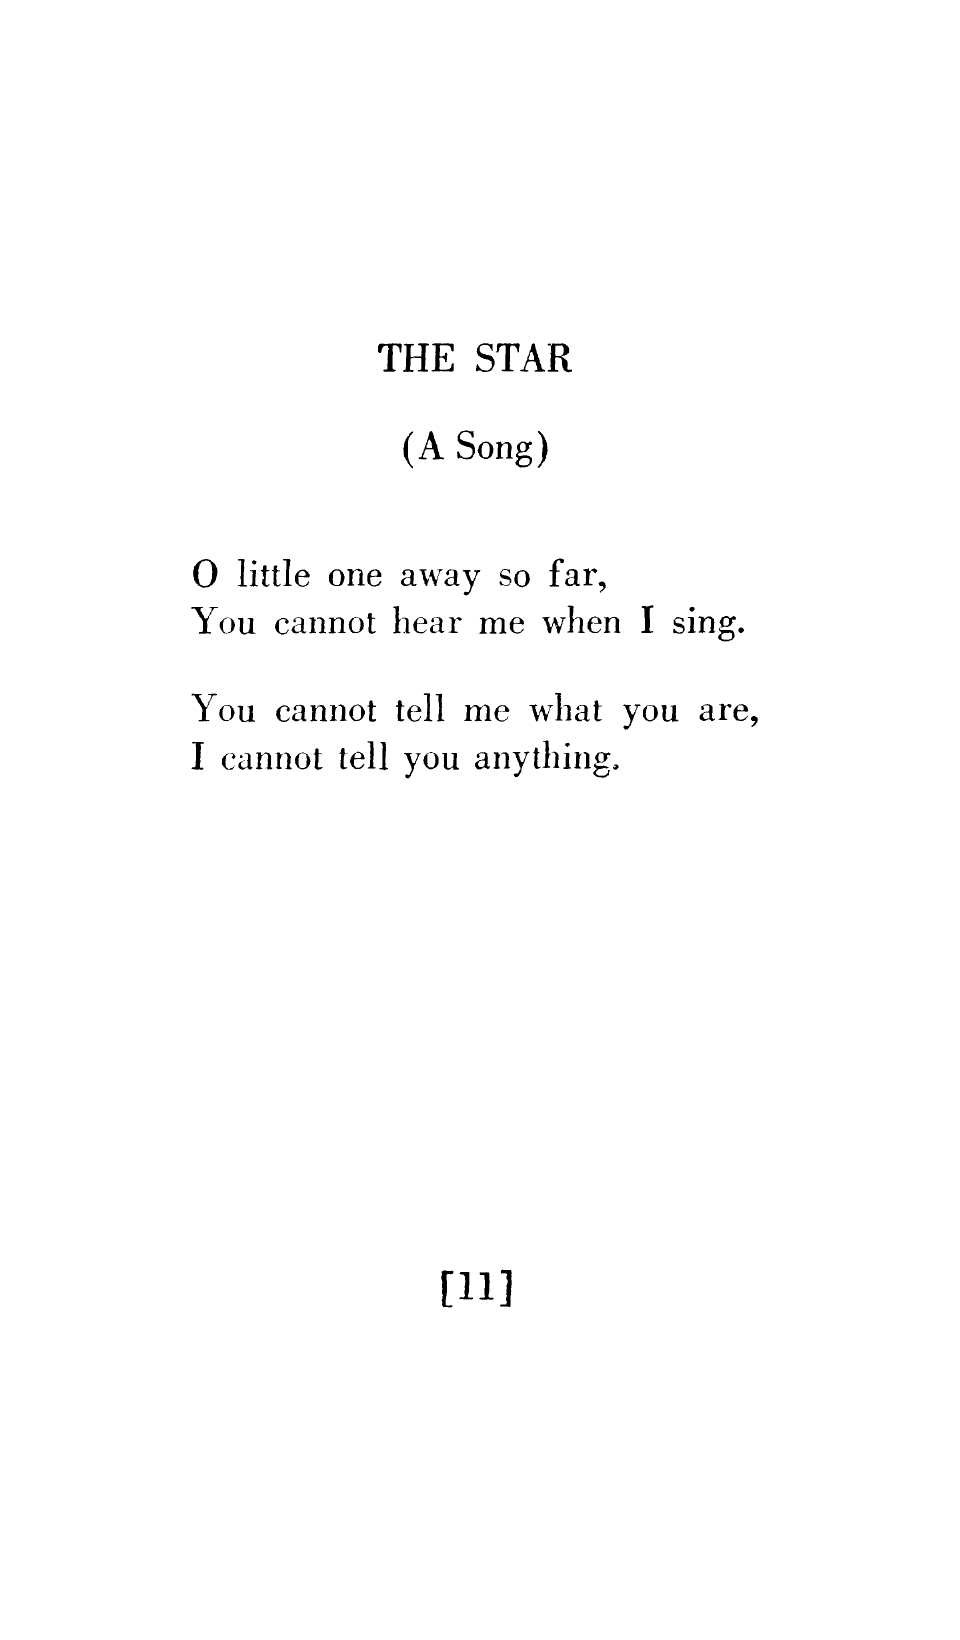 THE STAR
(A Song)
O little one away so far,
You cannot hear me when I sing.
You cannot tell me what you are,
I cannot tell you anything.
[11]